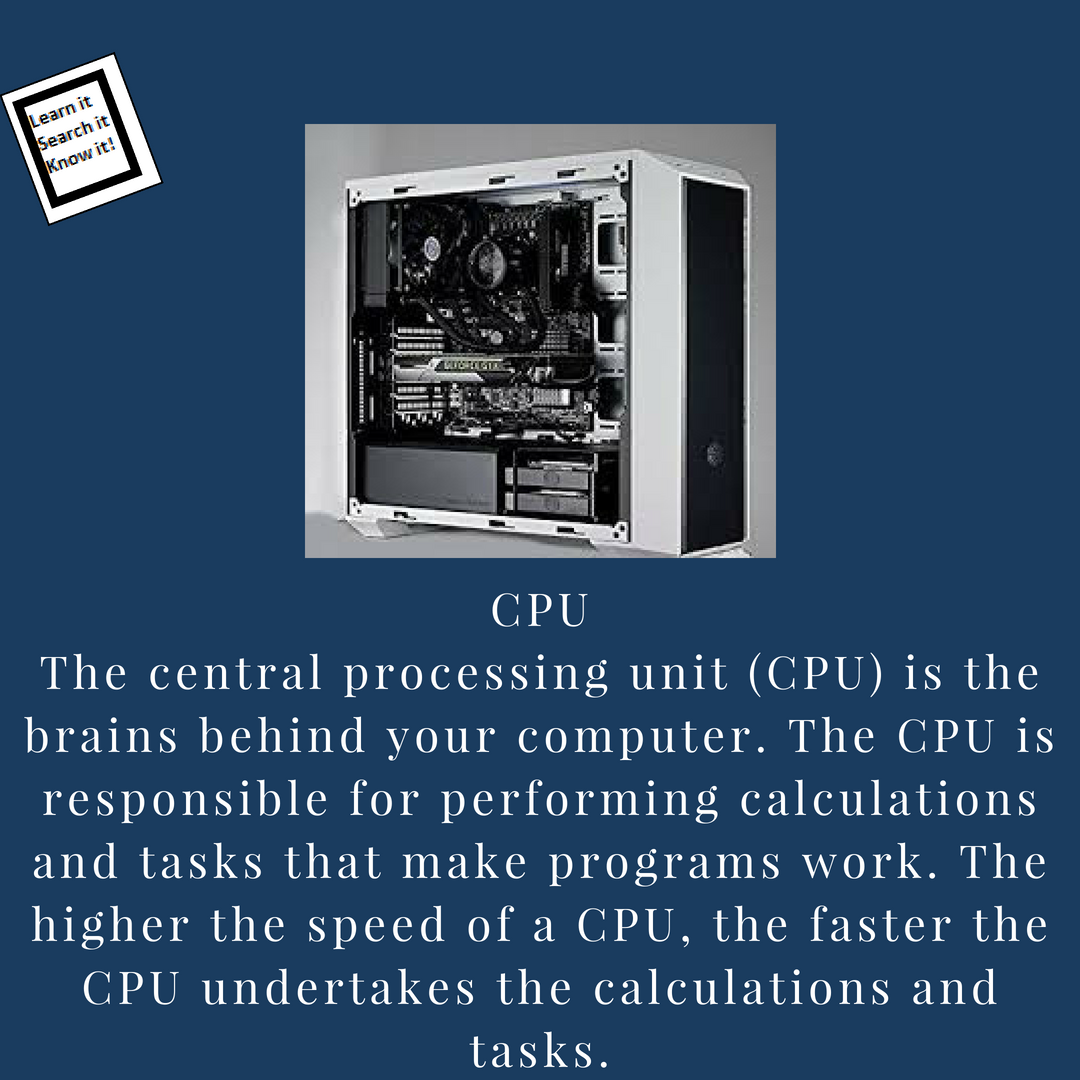 Learn it
Search it
Know it!
GEFORCE GTX
CPU
The central processing unit (CPU) is the
brains behind your computer. The CPU is
responsible for performing calculations
and tasks that make programs work. The
higher the speed of a CPU, the faster the
CPU undertakes the calculations and
tasks.